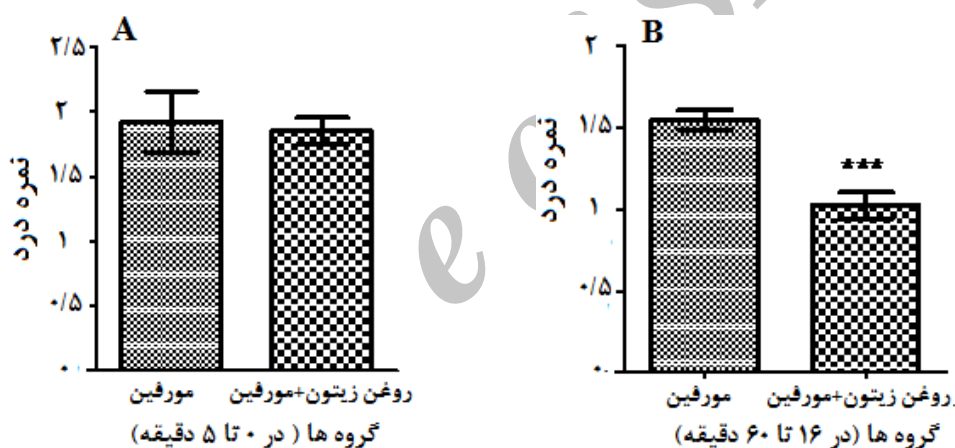 A
نمره درد
۲/۵
۲
۱/۵
۱
۰/۵
۰
مورفین
روغن زیتون+مورفین
گروه ها ( در ۰ تا ۵ دقیقه)
B
نمره درد
۲
۱/۵
۱
۰/۵
۰
***
مورفین
روغن زیتون+مورفین
گروه ها (در ۱۶ تا ۶۰ دقیقه)